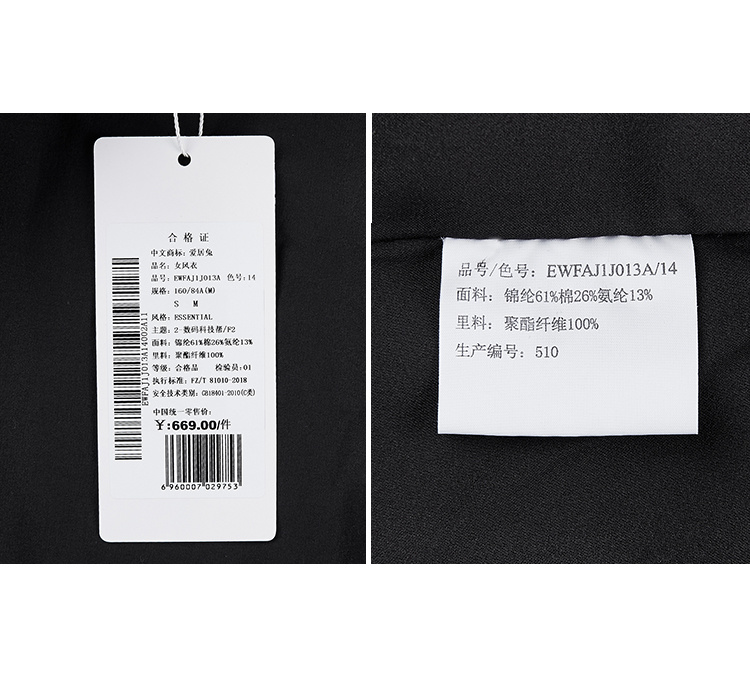 合格证
中文商标: 爱居兔
品名: 女风衣
品号: EWFAJ1J013A 色号:14
规格: 160/84A(M)
S M
风格: ESSENTIAL
主题: 2-数码科技帮/F2
面料: 锦纶61%棉26%氨纶13%
里料: 聚酯纤维100%
等级: 合格品 检验员:01
执行标准: FZ/T 81010-2018
安全技术类别: GB18401-2010(C类)
中国统一零售价:
¥:669.00/件
6960007029753
EWFAJ1J013A14002A11
品号/色号: EWFAJ1J013A/14
面料: 锦纶61%棉26%氨纶13%
里料: 聚酯纤维100%
生产编号: 510